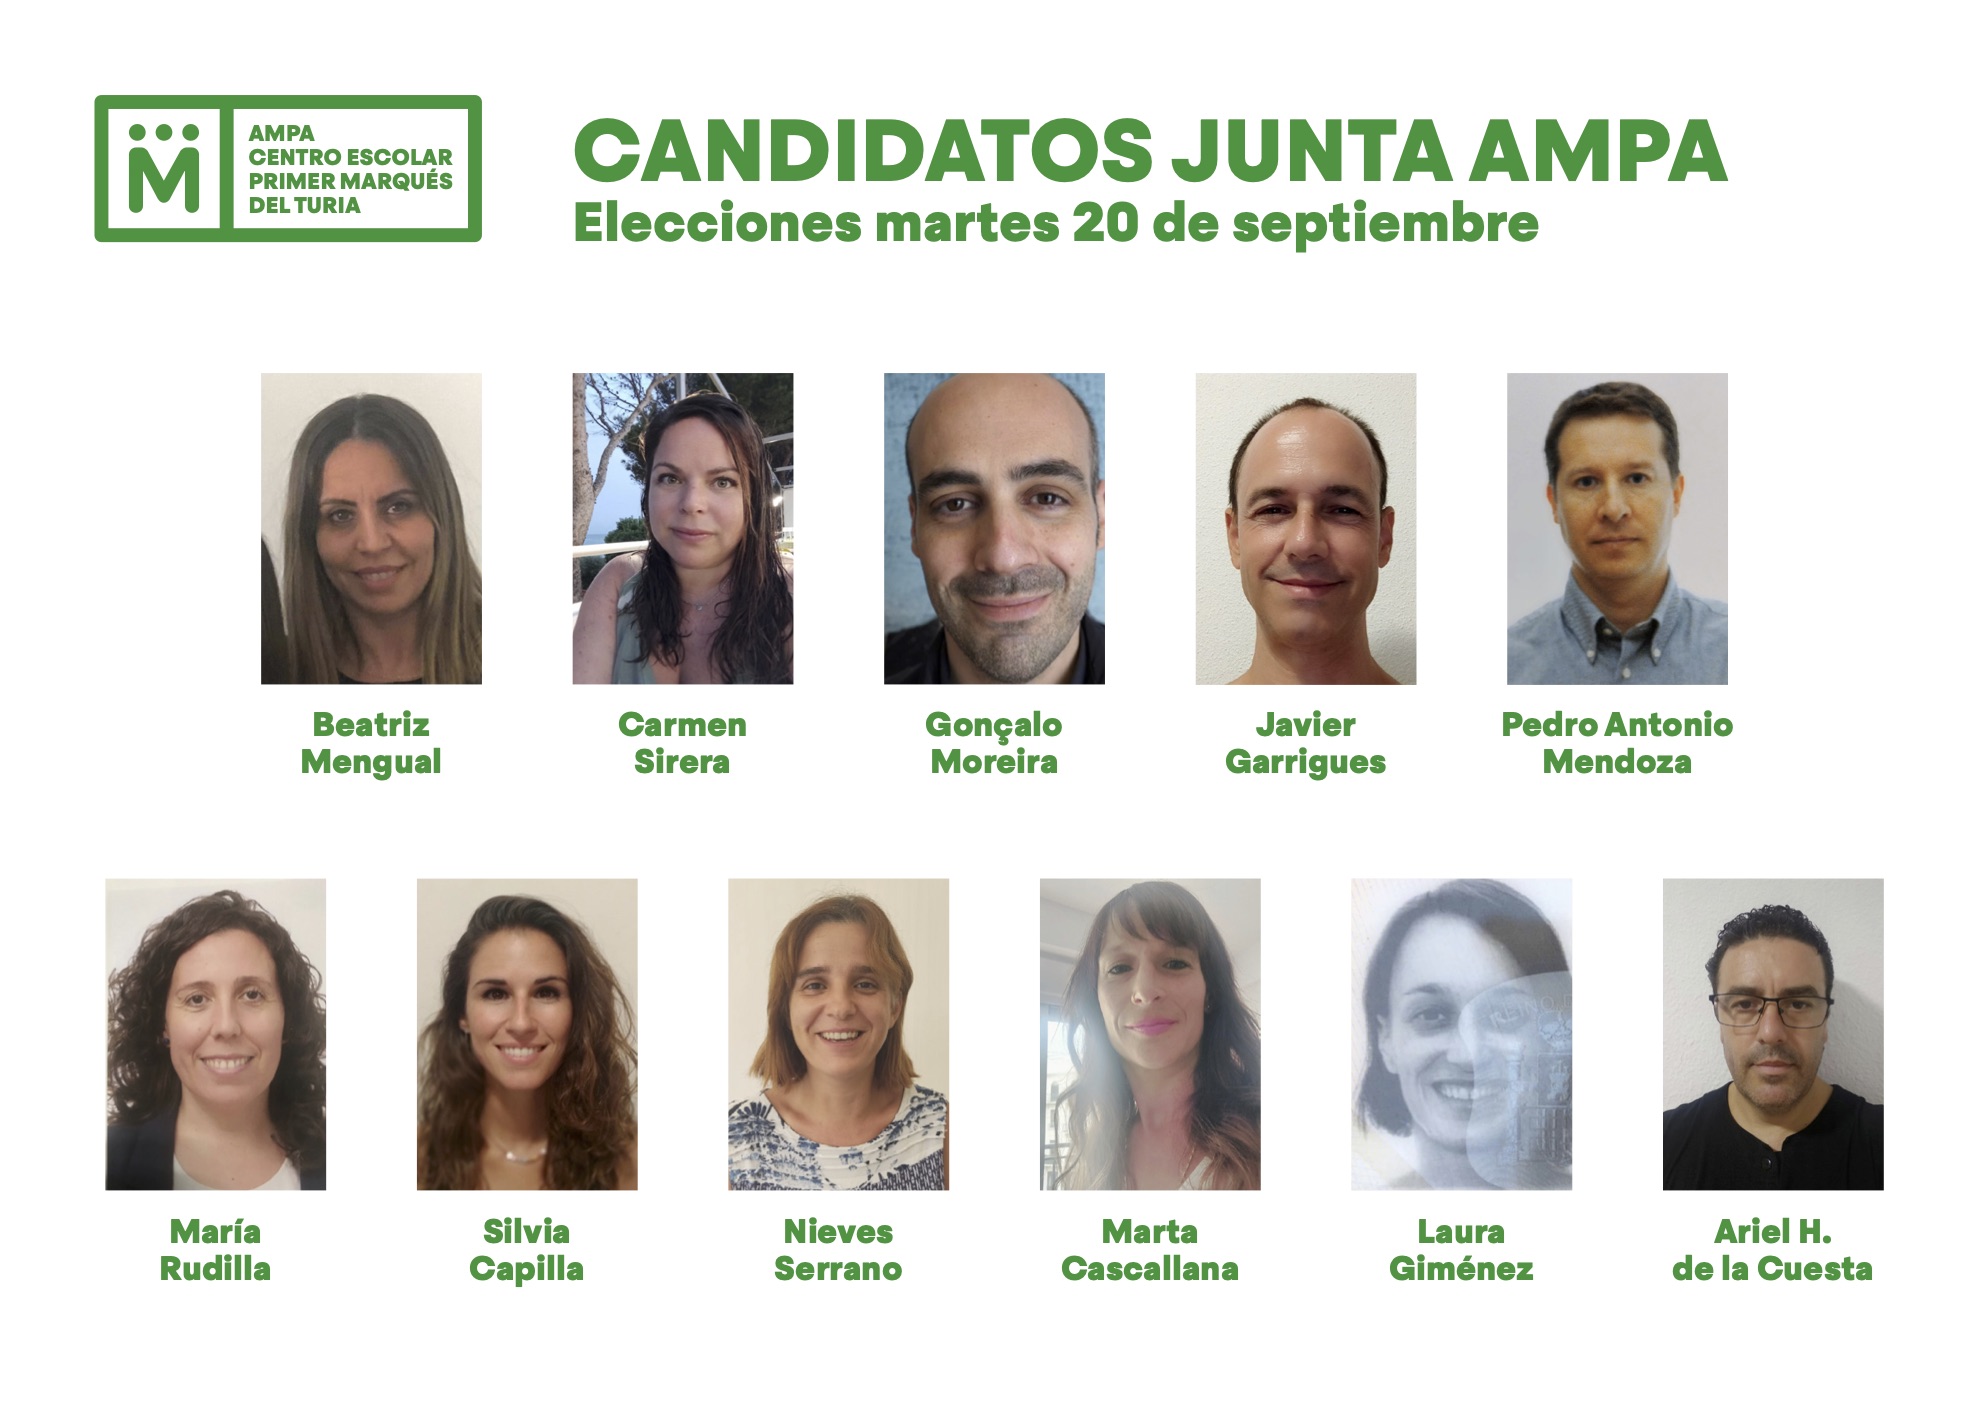 AMPA
CENTRO ESCOLAR
PRIMER MARQUÉS
DEL TURIA
CANDIDATOS JUNTA AMPA
Elecciones martes 20 de septiembre
Beatriz
Mengual
Carmen
Sirera
Gonçalo
Moreira
Javier
Garrigues
Pedro Antonio
Mendoza
María
Rudilla
Silvia
Capilla
Nieves
Serrano
Marta
Cascallana
Laura
Giménez
Ariel H.
de la Cuesta